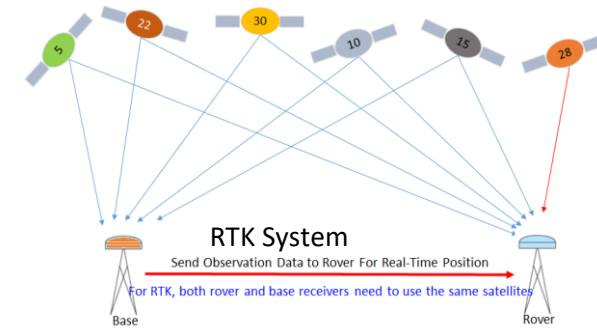 5
22
30
10
15
28
RTK System
Send Observation Data to Rover For Real-Time Position
For RTK, both rover and base receivers need to use the same satellites
Base
Rover